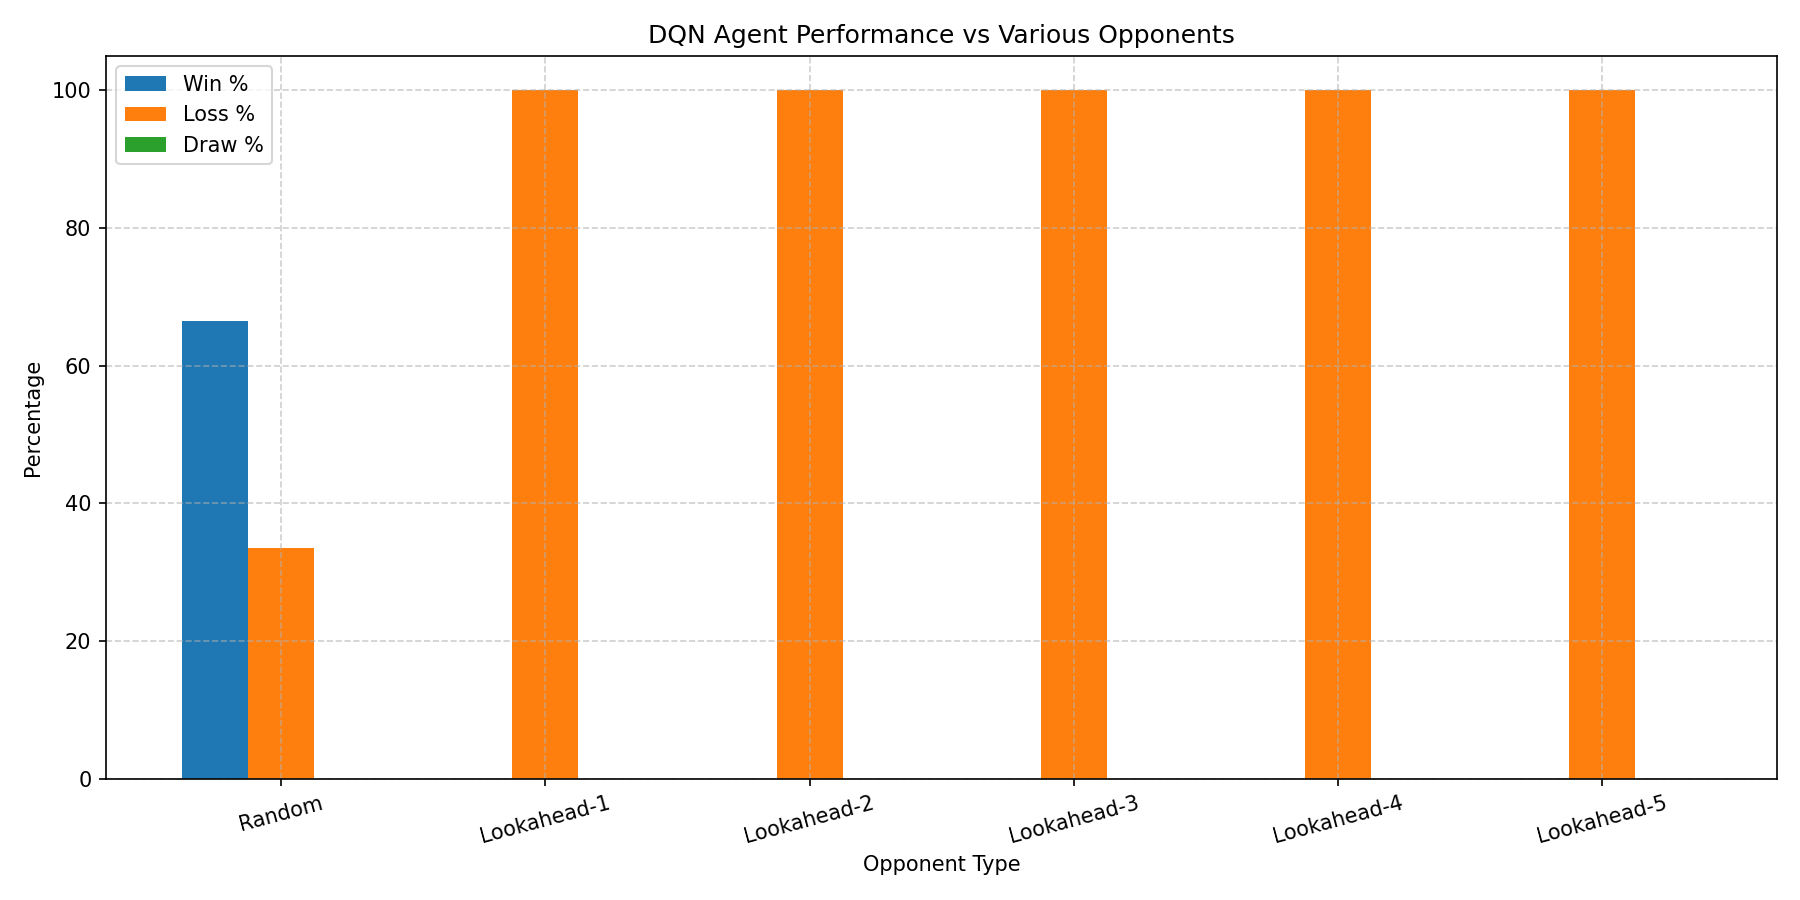 DQN Agent Performance vs Various Opponents
Win %
Loss %
Draw %
100
80
60
40
20
0
Percentage
Random
Lookahead-1
Lookahead-2
Lookahead-3
Lookahead-4
Lookahead-5
Opponent Type